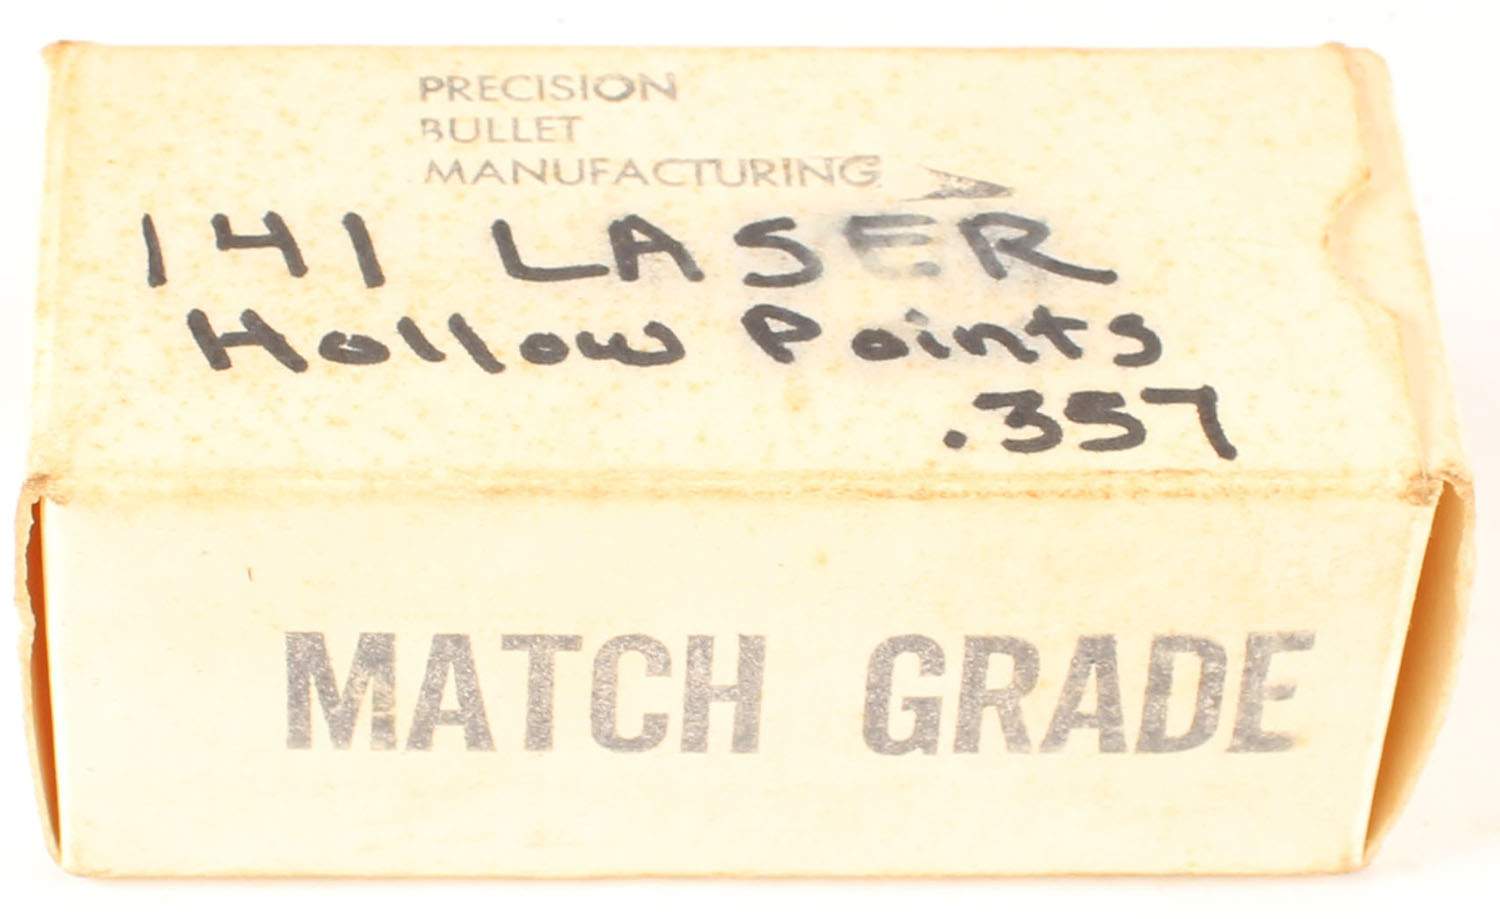 PRECISION
BULLET
MANUFACTURING
141 LASER
Hollow Points
.357
MATCH GRADE